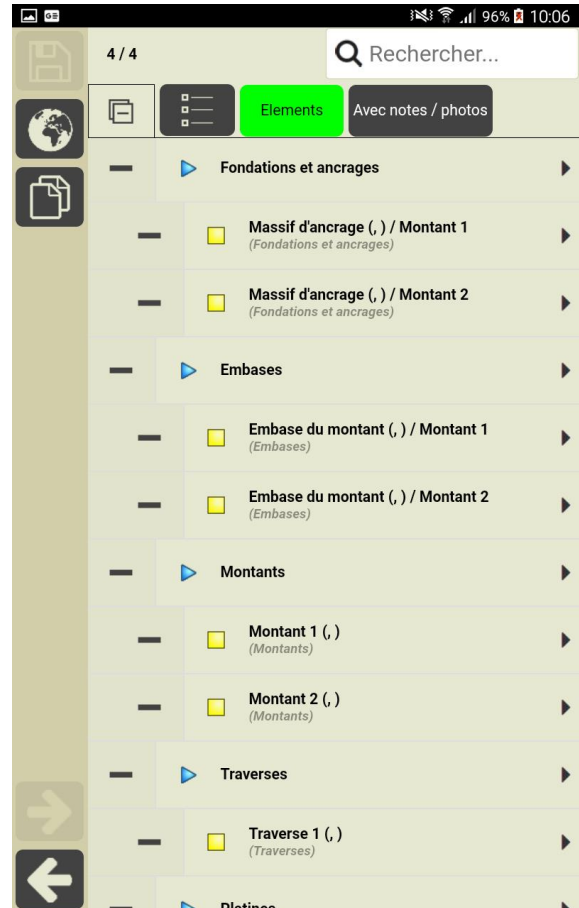 96% 10:06
4 / 4
Rechercher...
Elements
Avec notes / photos
Fondations et ancrages
Massif d'ancrage (, ) / Montant 1
(Fondations et ancrages)
Massif d'ancrage (, ) / Montant 2
(Fondations et ancrages)
Embases
Embase du montant (, ) / Montant 1
(Embases)
Embase du montant (, ) / Montant 2
(Embases)
Montants
Montant 1 (, )
(Montants)
Montant 2 (, )
(Montants)
Traverses
Traverse 1 (, )
(Traverses)
Platines